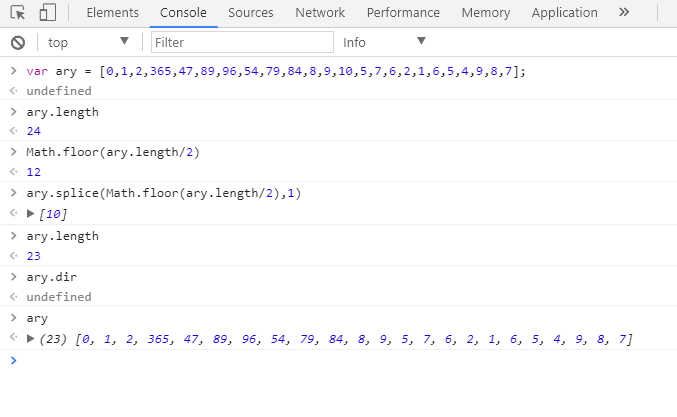 Elements Console Sources Network Performance Memory Application »
top Filter Info
> var ary = [0,1,2,365,47,89,96,54,79,84,8,9,10,5,7,6,2,1,6,5,4,9,8,7];
undefined
> ary.length
24
> Math.floor(ary.length/2)
12
> ary.splice(Math.floor(ary.length/2),1)
[10]
> ary.length
23
> ary.dir
undefined
> ary
(23) [0, 1, 2, 365, 47, 89, 96, 54, 79, 84, 8, 9, 5, 7, 6, 2, 1, 6, 5, 4, 9, 8, 7]
>